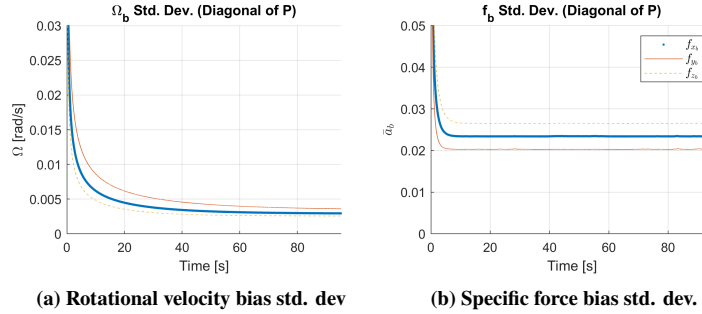 Ω_b Std. Dev. (Diagonal of P)
0.03
0.025
0.02
0.015
0.01
0.005
0
Ω [rad/s]
0 20 40 60 80
Time [s]
(a) Rotational velocity bias std. dev
f_b Std. Dev. (Diagonal of P)
0.05
0.04
0.03
0.02
0.01
0
ā_b
0 20 40 60 80
Time [s]
f_{x_b}
f_{y_b}
f_{z_b}
(b) Specific force bias std. dev.